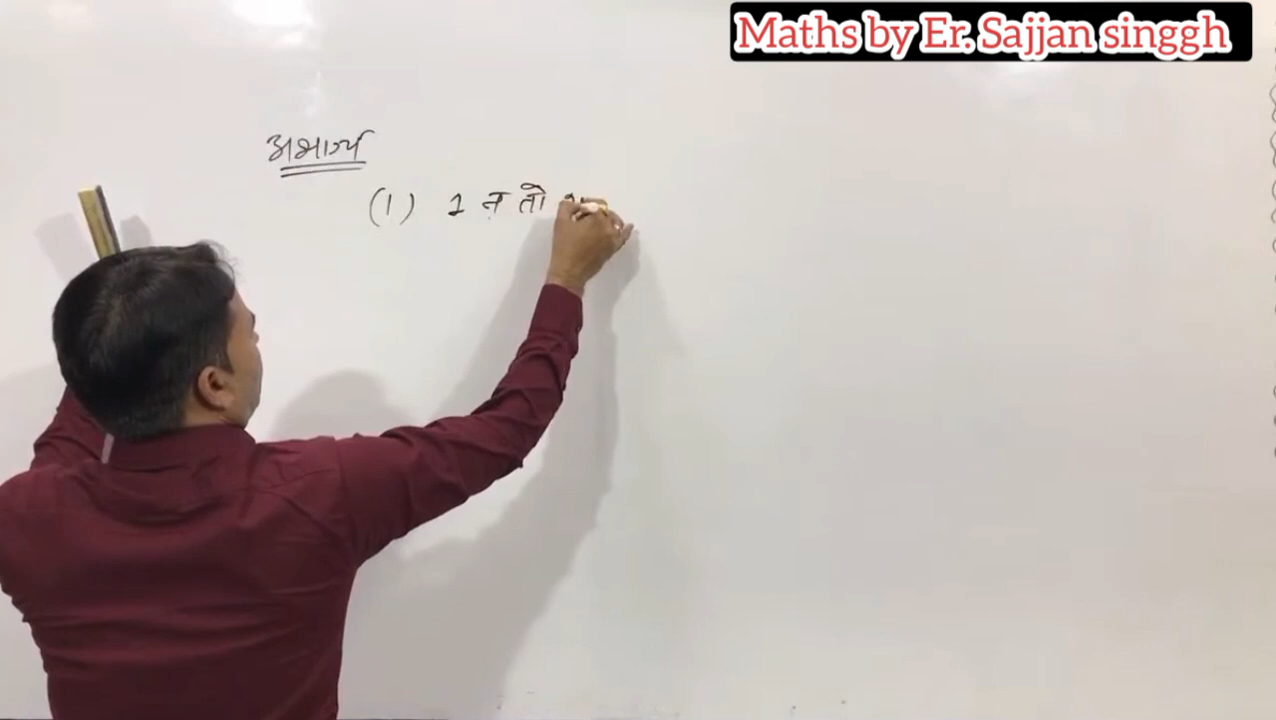 Maths by Er. Sajjan singgh
अभाज्य
(1) 1 न तो